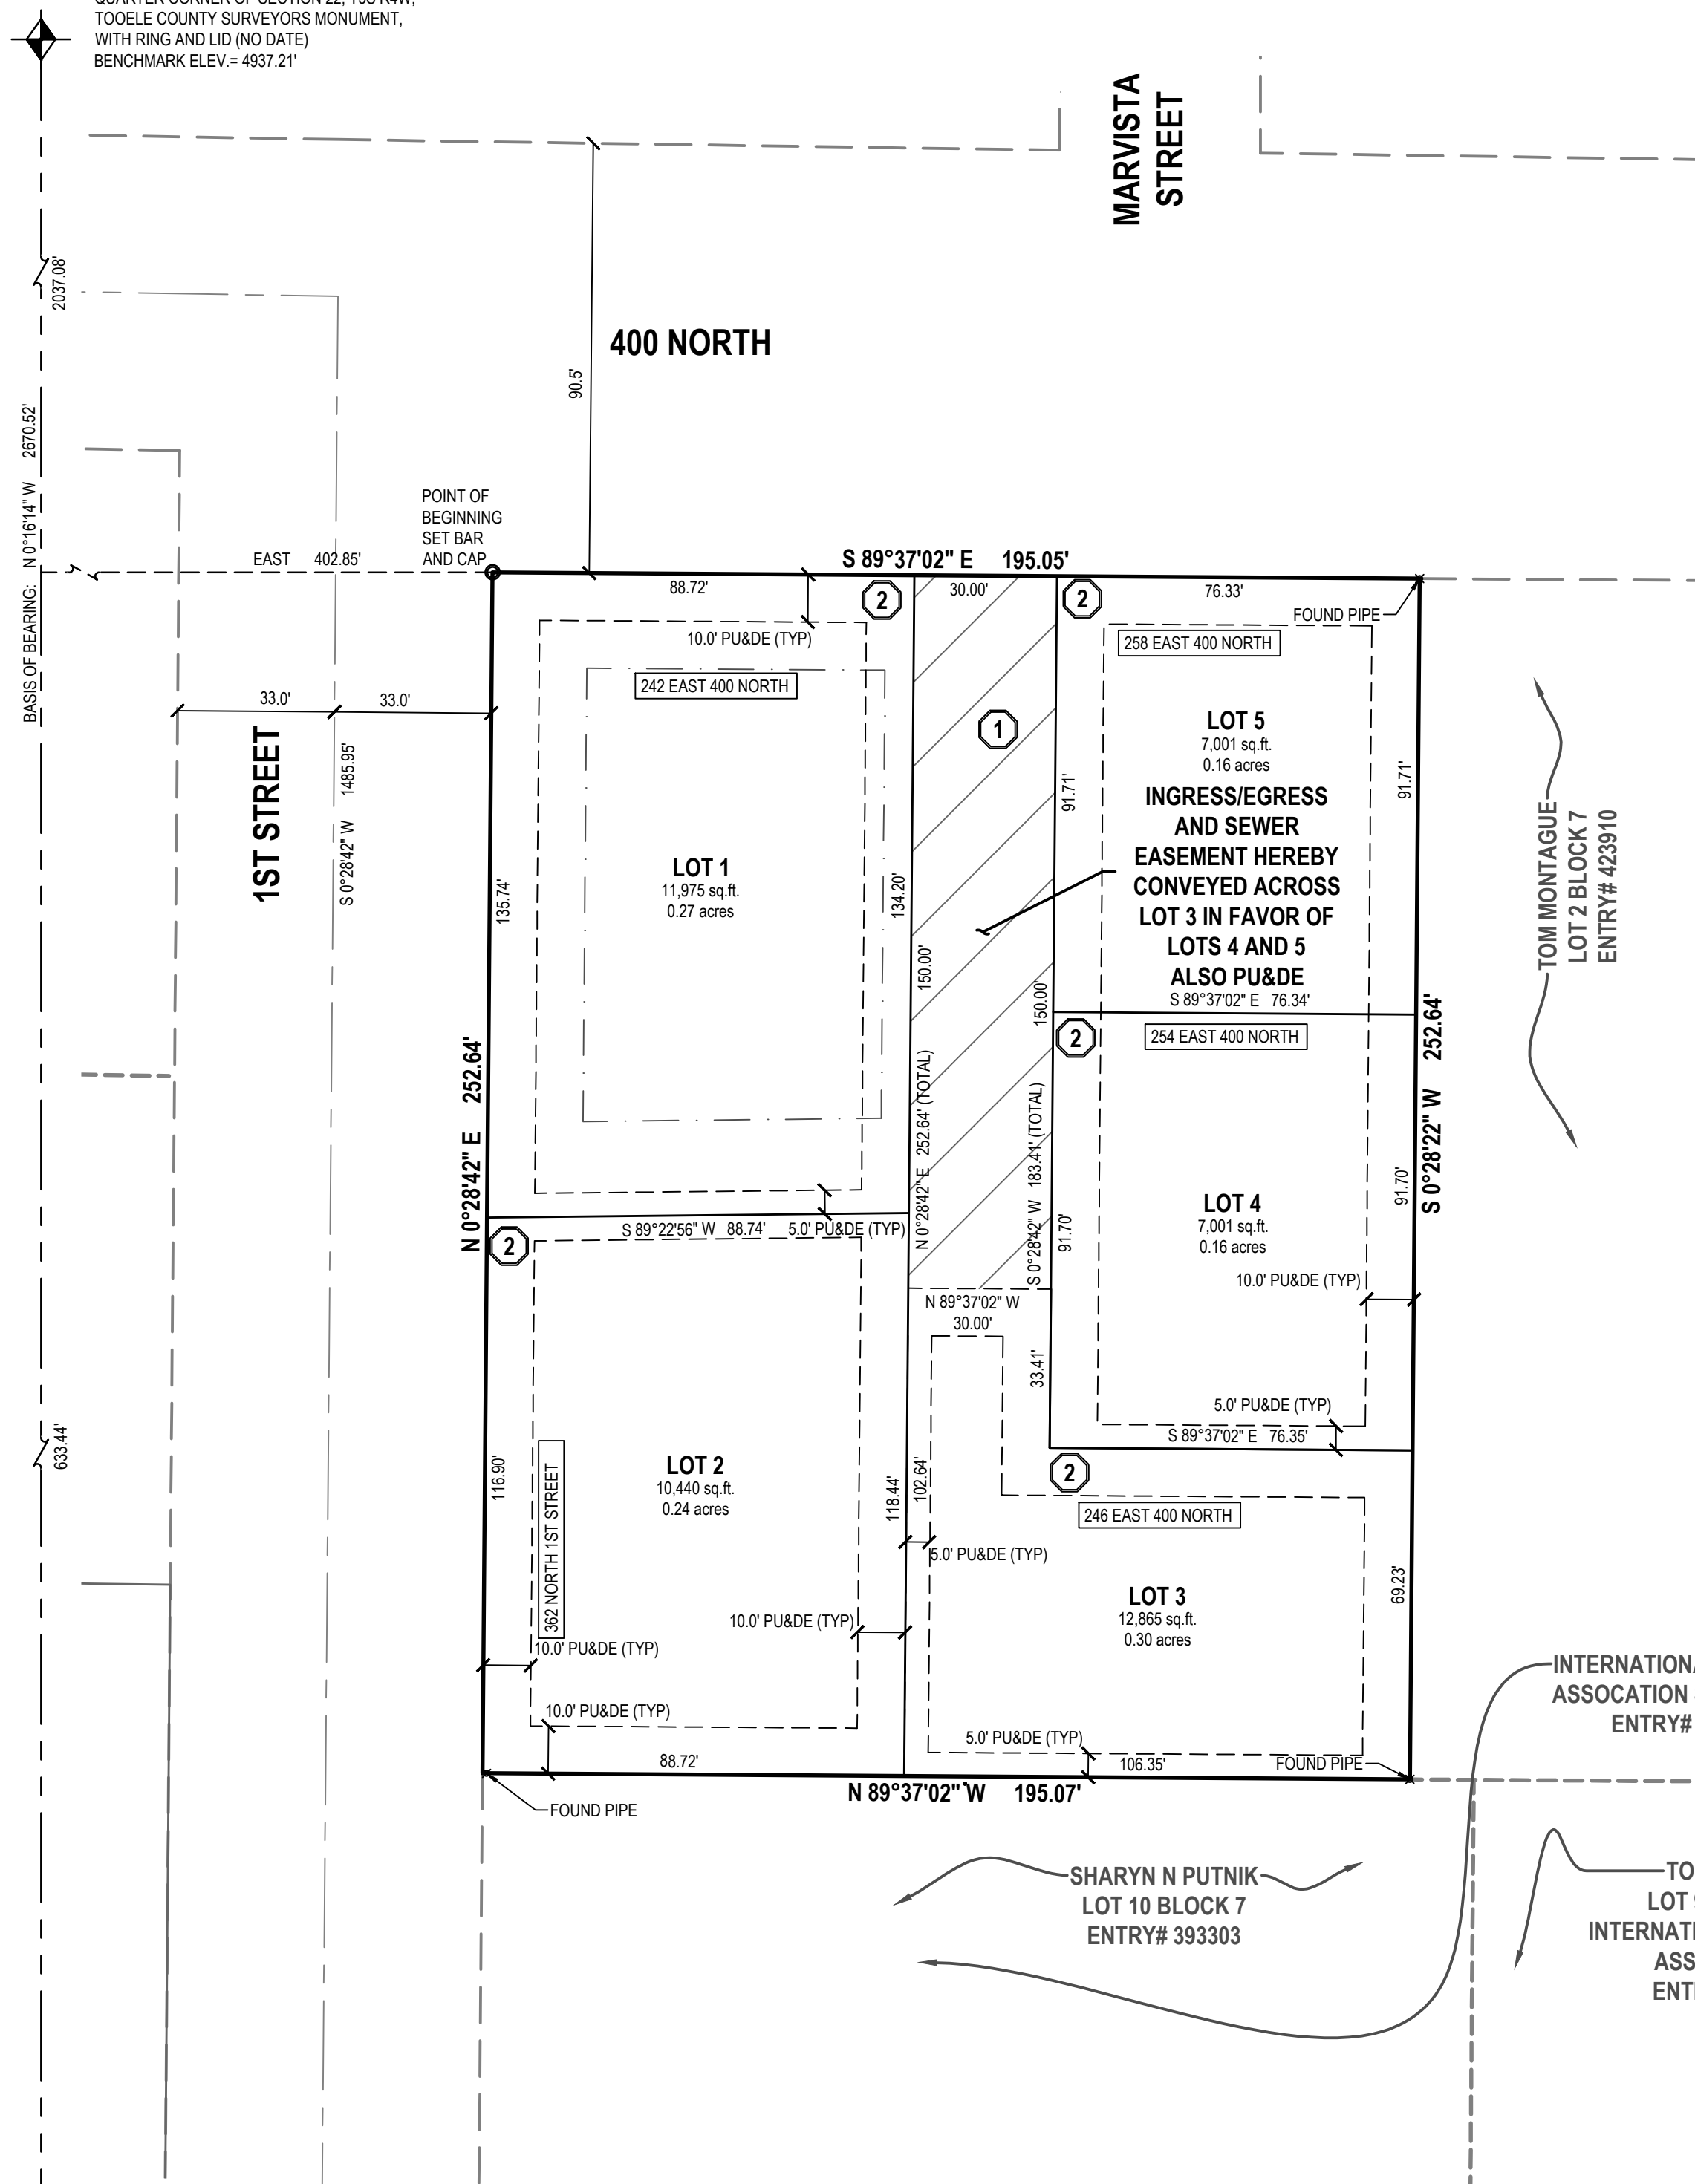 QUARTER CORNER OF SECTION 22, T3S R4W,
TOOELE COUNTY SURVEYORS MONUMENT,
WITH RING AND LID (NO DATE)
BENCHMARK ELEV.= 4937.21'
MARVISTA
STREET
2037.08'
400 NORTH
90.5'
BASIS OF BEARING: N 0°16'14" W 2670.52'
POINT OF
BEGINNING
SET BAR
AND CAP
EAST 402.85'
S 89°37'02" E 195.05'
88.72'
2
30.00'
2
76.33'
FOUND PIPE
10.0' PU&DE (TYP)
258 EAST 400 NORTH
242 EAST 400 NORTH
33.0'
33.0'
1ST STREET
S 0°28'42" W 1485.95'
1
LOT 5
7,001 sq.ft.
0.16 acres
91.71'
91.71'
INGRESS/EGRESS
AND SEWER
EASEMENT HEREBY
CONVEYED ACROSS
LOT 3 IN FAVOR OF
LOTS 4 AND 5
ALSO PU&DE
TOM MONTAGUE
LOT 2 BLOCK 7
ENTRY# 423910
LOT 1
11,975 sq.ft.
0.27 acres
135.74'
134.20'
150.00'
150.00'
S 89°37'02" E 76.34'
2
254 EAST 400 NORTH
N 0°28'42" E 252.64'
N 0°28'42" E 252.64' (TOTAL)
S 0°28'42" W 183.41' (TOTAL)
S 0°28'22" W 252.64'
91.70'
91.70'
LOT 4
7,001 sq.ft.
0.16 acres
2
S 89°22'56" W 88.74'
5.0' PU&DE (TYP)
10.0' PU&DE (TYP)
N 89°37'02" W
30.00'
33.41'
5.0' PU&DE (TYP)
S 89°37'02" E 76.35'
633.44'
116.90'
362 NORTH 1ST STREET
LOT 2
10,440 sq.ft.
0.24 acres
118.44'
102.64'
2
246 EAST 400 NORTH
5.0' PU&DE (TYP)
LOT 3
12,865 sq.ft.
0.30 acres
69.23'
10.0' PU&DE (TYP)
10.0' PU&DE (TYP)
10.0' PU&DE (TYP)
88.72'
5.0' PU&DE (TYP)
106.35'
FOUND PIPE
N 89°37'02" W 195.07'
FOUND PIPE
ASSOCATION
ENTRY#
SHARYN N PUTNIK
LOT 10 BLOCK 7
ENTRY# 393303
LOT